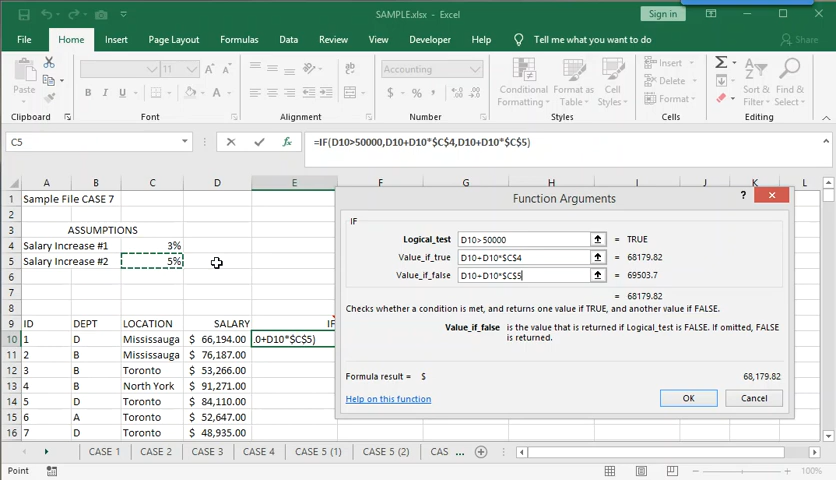 SAMPLE.xlsx - Excel
Sign in
File Home Insert Page Layout Formulas Data Review View Developer Help Tell me what you want to do Share
Paste
11
Accounting
Conditional Formatting
Format as Table
Cell Styles
Insert
Delete
Format
Clipboard Font Alignment Number Styles Cells Editing
C5
=IF(D10>50000,D10+D10*$C$4,D10+D10*$C$5)
A B C D E F G H I J K L
1 Sample File CASE 7
2
3 ASSUMPTIONS
4 Salary Increase #1 3%
5 Salary Increase #2 5%
6
7
8
9 ID DEPT LOCATION SALARY IF
10 1 D Mississauga $ 66,194.00 .0+D10*$C$5)
11 2 B Mississauga $ 76,187.00
12 3 B Toronto $ 53,266.00
13 4 B North York $ 91,271.00
14 5 D Toronto $ 84,110.00
15 6 A Toronto $ 52,647.00
16 7 D Toronto $ 48,935.00
Function Arguments
?
IF
Logical_test D10>50000 = TRUE
Value_if_true D10+D10*$C$4 = 68179.82
Value_if_false D10+D10*$C$5 = 69503.7
= 68179.82
Checks whether a condition is met, and returns one value if TRUE, and another value if FALSE.
Value_if_false is the value that is returned if Logical_test is FALSE. If omitted, FALSE
is returned.
Formula result = $ 68,179.82
Help on this function
OK
Cancel
CASE 1 CASE 2 CASE 3 CASE 4 CASE 5 (1) CASE 5 (2) CAS ...
Point
100%